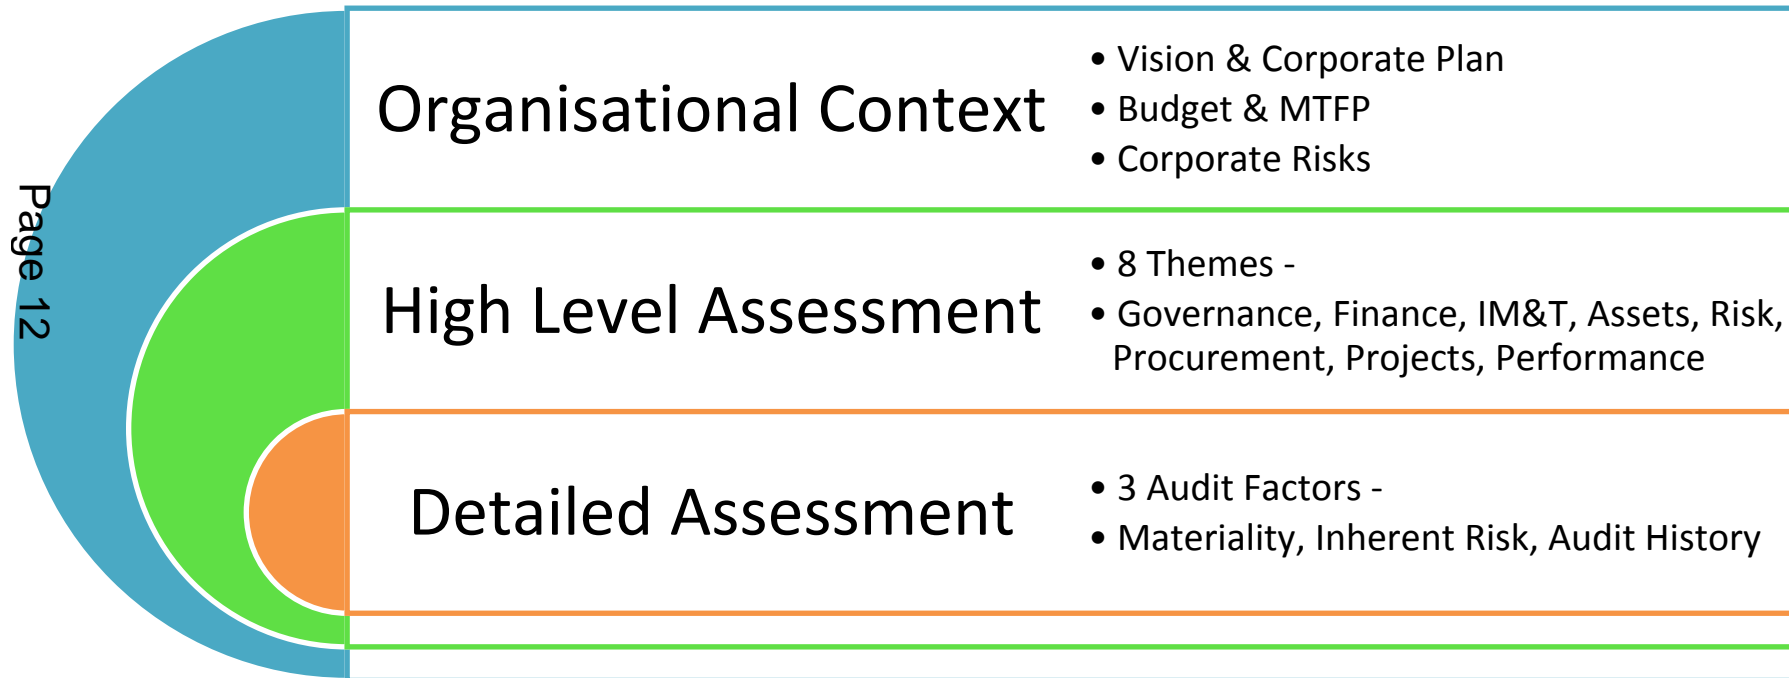 Page 12
Organisational Context
• Vision & Corporate Plan
• Budget & MTFP
• Corporate Risks
High Level Assessment
• 8 Themes -
• Governance, Finance, IM&T, Assets, Risk,
Procurement, Projects, Performance
Detailed Assessment
• 3 Audit Factors -
• Materiality, Inherent Risk, Audit History